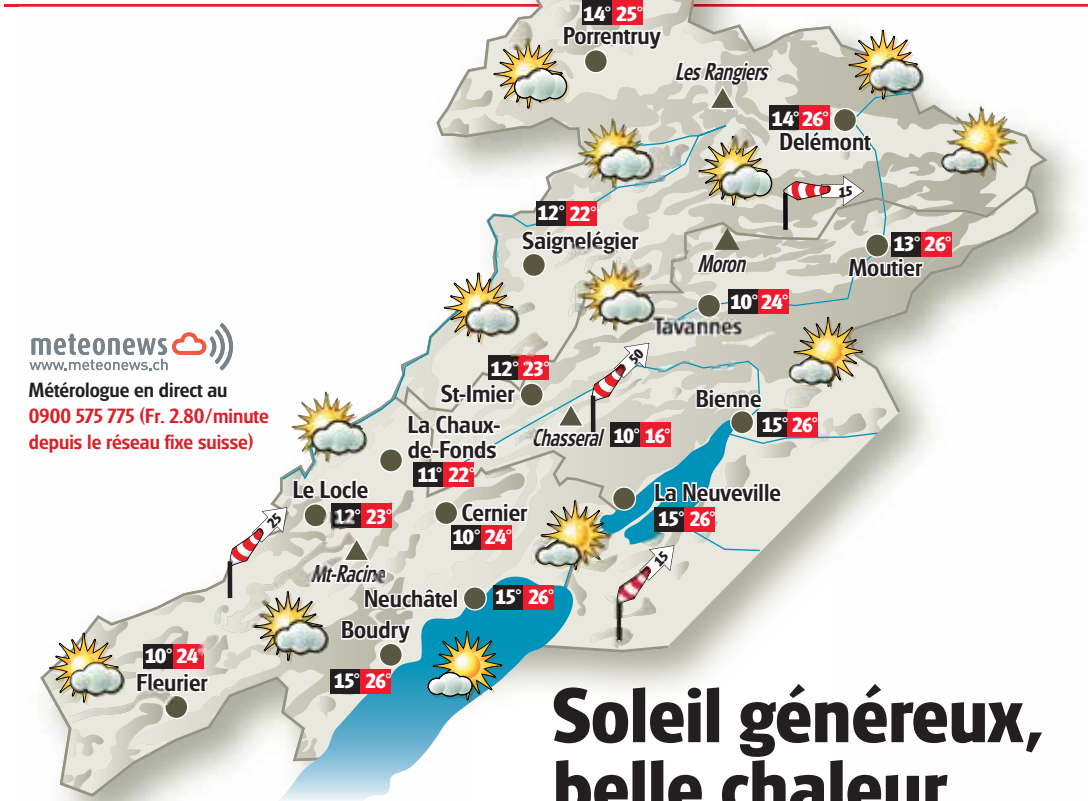 14° 25°
Porrentruy
Les Rangiers
14° 26°
Delémont
15
12° 22°
Saignelégier
Moron
13° 26°
Moutier
10° 24°
Tavannes
meteonews
www.meteonews.ch
Météorologue en direct au
0900 575 775 (Fr. 2.80/minute
depuis le réseau fixe suisse)
12° 23°
St-Imier
50
Chasseral
10° 16°
Bienne
15° 26°
La Chaux-
de-Fonds
11° 22°
Le Locle
12° 23°
Cernier
10° 24°
La Neuveville
15° 26°
25
Mt-Racine
15
Neuchâtel
15° 26°
Boudry
15° 26°
10° 24°
Fleurier
Soleil généreux,
belle chaleur